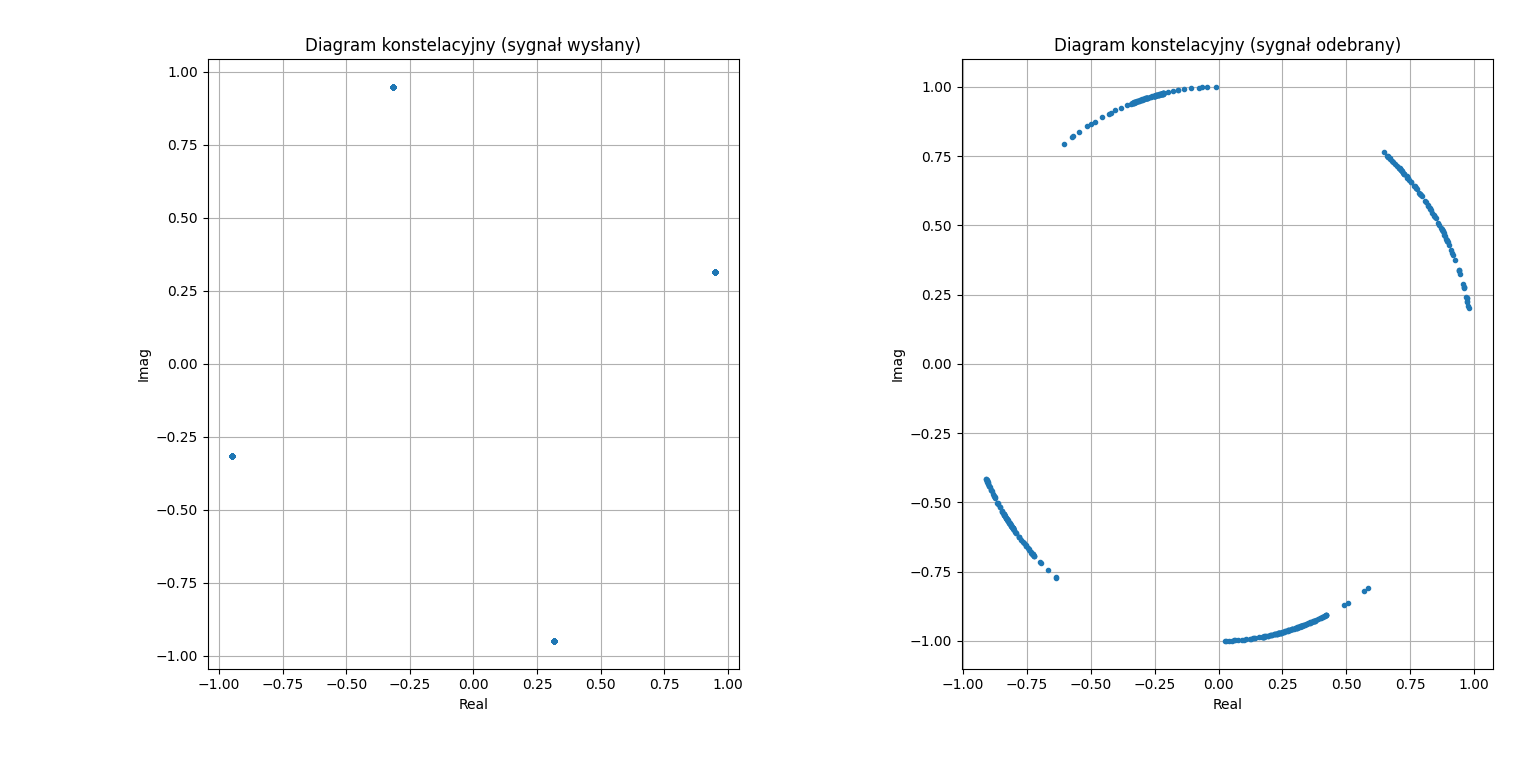 Diagram konstelacyjny (sygnał wysłany)
1.00
0.75
0.50
0.25
0.00
−0.25
−0.50
−0.75
−1.00
Imag
−1.00 −0.75 −0.50 −0.25 0.00 0.25 0.50 0.75 1.00
Real
Diagram konstelacyjny (sygnał odebrany)
1.00
0.75
0.50
0.25
0.00
−0.25
−0.50
−0.75
−1.00
Imag
−1.00 −0.75 −0.50 −0.25 0.00 0.25 0.50 0.75 1.00
Real